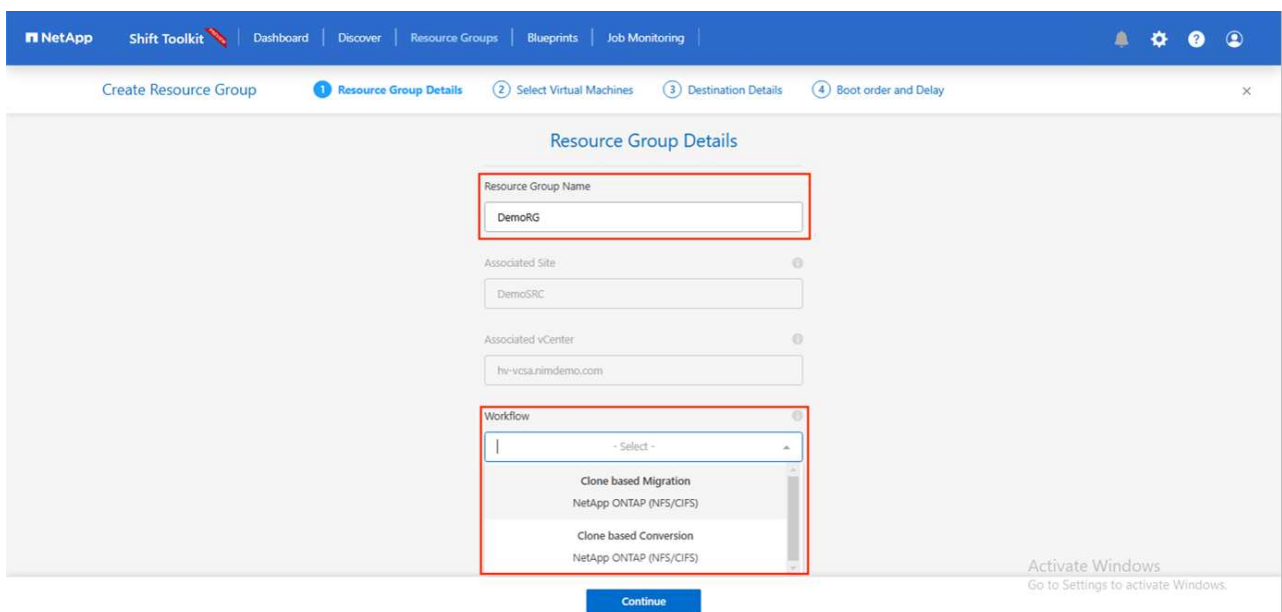 NetApp Shift Toolkit PREVIEW Dashboard Discover Resource Groups Blueprints Job Monitoring
Create Resource Group 1 Resource Group Details 2 Select Virtual Machines 3 Destination Details 4 Boot order and Delay
Resource Group Details
Resource Group Name
DemoRG
Associated Site
DemoSRC
Associated vCenter
hv-vcsa.nimdemo.com
Workflow
- Select -
Clone based Migration
NetApp ONTAP (NFS/CIFS)
Clone based Conversion
NetApp ONTAP (NFS/CIFS)
Activate Windows
Go to Settings to activate Windows.
Continue